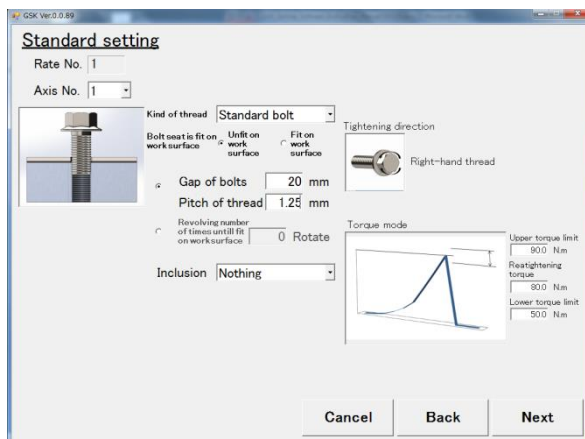 GSK Ver.0.0.89
Standard setting
Rate No. 1
Axis No. 1
Kind of thread Standard bolt
Bolt seat is fit on work surface
Unfit on work surface
Fit on work surface
Gap of bolts 20 mm
Pitch of thread 1.25 mm
Revolving number of times untill fit on work surface 0 Rotate
Inclusion Nothing
Tightening direction
Right-hand thread
Torque mode
Upper torque limit
90.0 N.m
Reatightening torque
80.0 N.m
Lower torque limit
50.0 N.m
Cancel Back Next